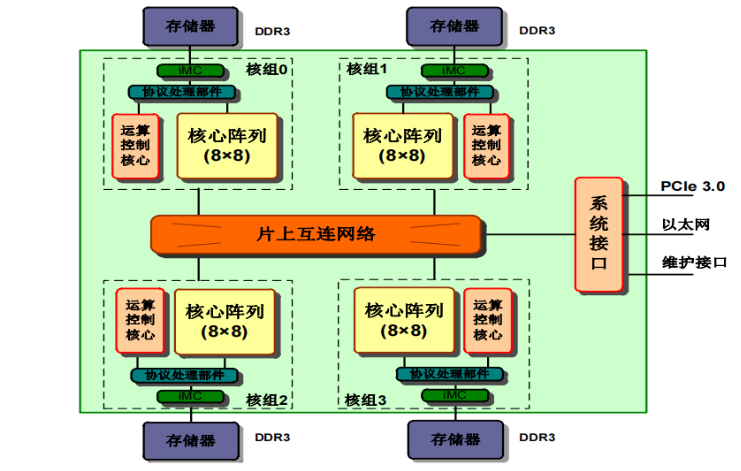 存储器
DDR3
存储器
DDR3
iMC
核组0
核组1
iMC
协议处理部件
协议处理部件
运算
控制
核心
核心阵列
(8×8)
核心阵列
(8×8)
运算
控制
核心
片上互连网络
系
统
接
口
PCIe 3.0
以太网
维护接口
运算
控制
核心
核心阵列
(8×8)
核心阵列
(8×8)
运算
控制
核心
协议处理部件
协议处理部件
iMC
核组2
核组3
iMC
存储器
DDR3
存储器
DDR3